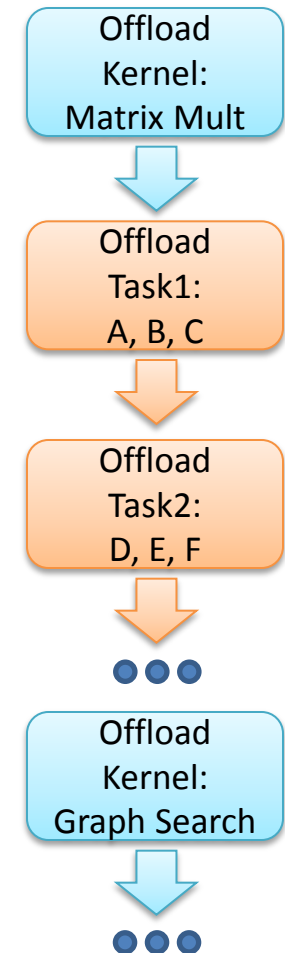 Offload
Kernel:
Matrix Mult
Offload
Task1:
A, B, C
Offload
Task2:
D, E, F
Offload
Kernel:
Graph Search